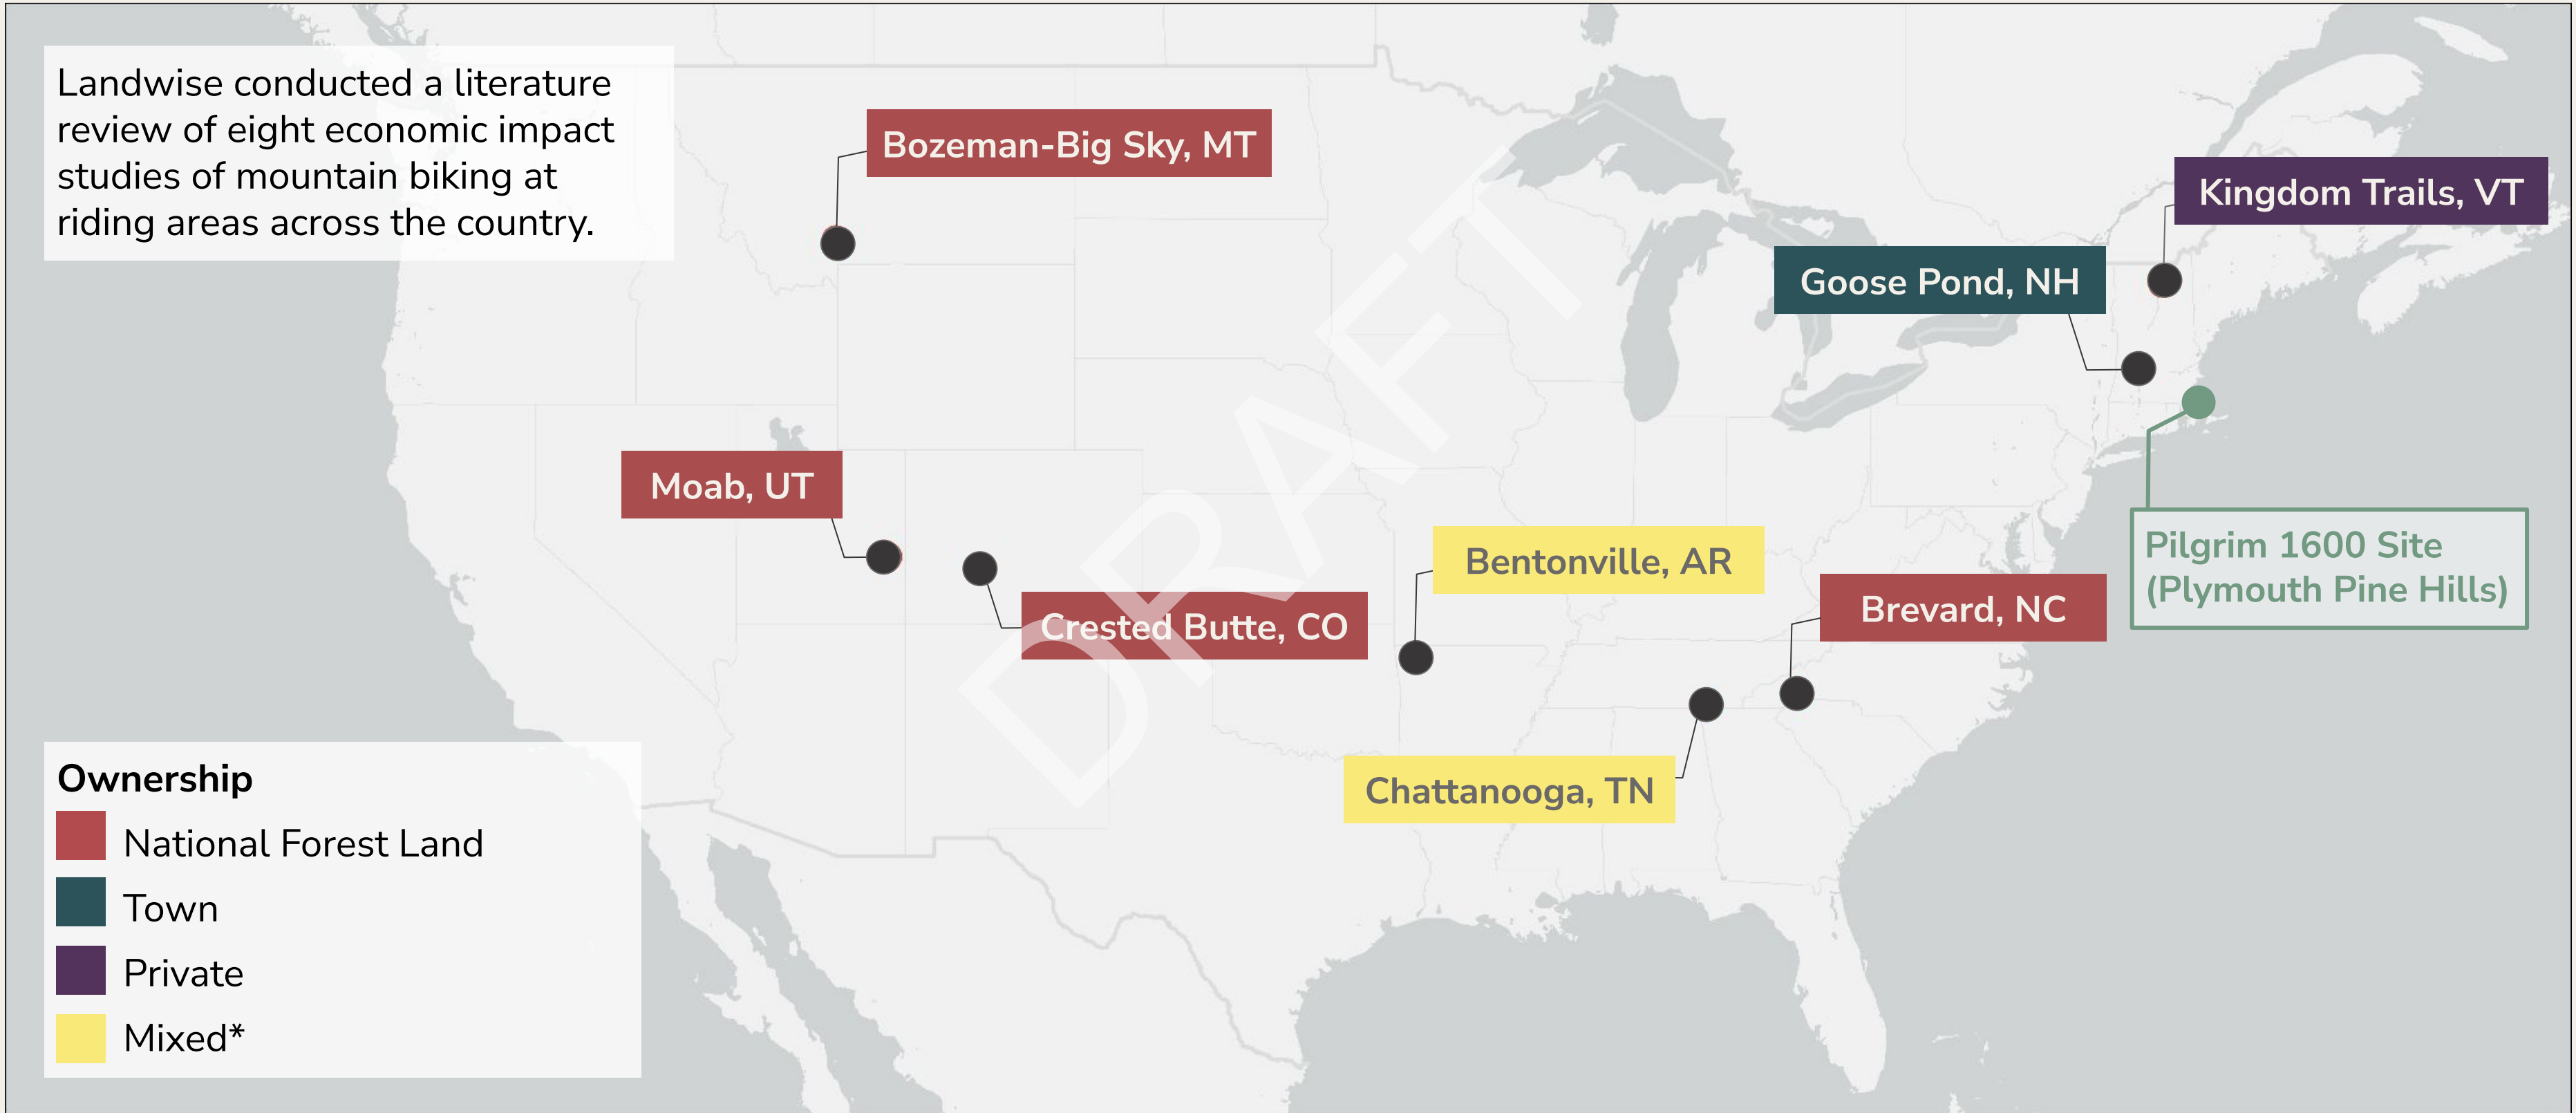 Landwise conducted a literature
review of eight economic impact
studies of mountain biking at
riding areas across the country.
Bozeman-Big Sky, MT
Kingdom Trails, VT
Goose Pond, NH
Moab, UT
Bentonville, AR
Pilgrim 1600 Site
(Plymouth Pine Hills)
Brevard, NC
Crested Butte, CO
Chattanooga, TN
DRAFT
Ownership
National Forest Land
Town
Private
Mixed*